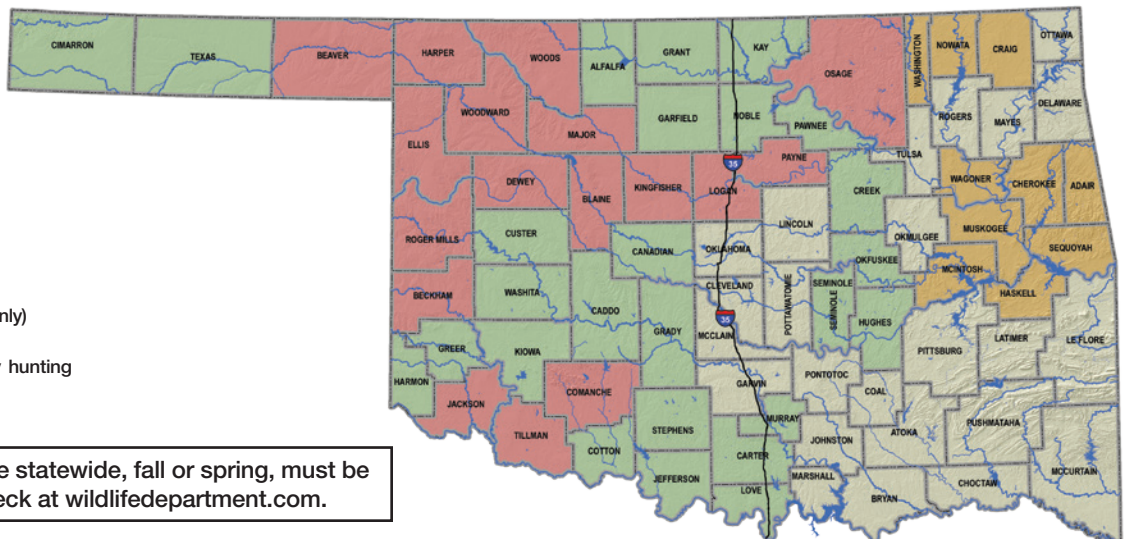 CIMARRON
TEXAS
BEAVER
HARPER
WOODS
ALFALFA
GRANT
KAY
OSAGE
WASHINGTON
NOWATA
CRAIG
OTTAWA
ELLIS
WOODWARD
MAJOR
GARFIELD
NOBLE
PAWNEE
ROGERS
MAYES
DELAWARE
TULSA
35
DEWEY
BLAINE
KINGFISHER
LOGAN
PAYNE
CREEK
WAGONER
CHEROKEE
ADAIR
ROGER MILLS
CUSTER
CANADIAN
OKLAHOMA
LINCOLN
OKMULGEE
MUSKOGEE
SEQUOYAH
OKFUSKEE
MCINTOSH
BECKHAM
WASHITA
CADDO
GRADY
CLEVELAND
POTTAWATOMIE
SEMINOLE
SEMINOLE
HUGHES
HASKELL
nly)
35
MCCLAIN
PITTSBURG
LATIMER
LE FLORE
GREER
KIOWA
hunting
HARMON
JACKSON
COMANCHE
GARVIN
PONTOTOC
COAL
TILLMAN
COTTON
STEPHENS
MURRAY
JOHNSTON
ATOKA
PUSHMATAHA
CARTER
MCCURTAIN
JEFFERSON
LOVE
MARSHALL
BRYAN
CHOCTAW
e statewide, fall or spring, must be
eck at wildlifedepartment.com.